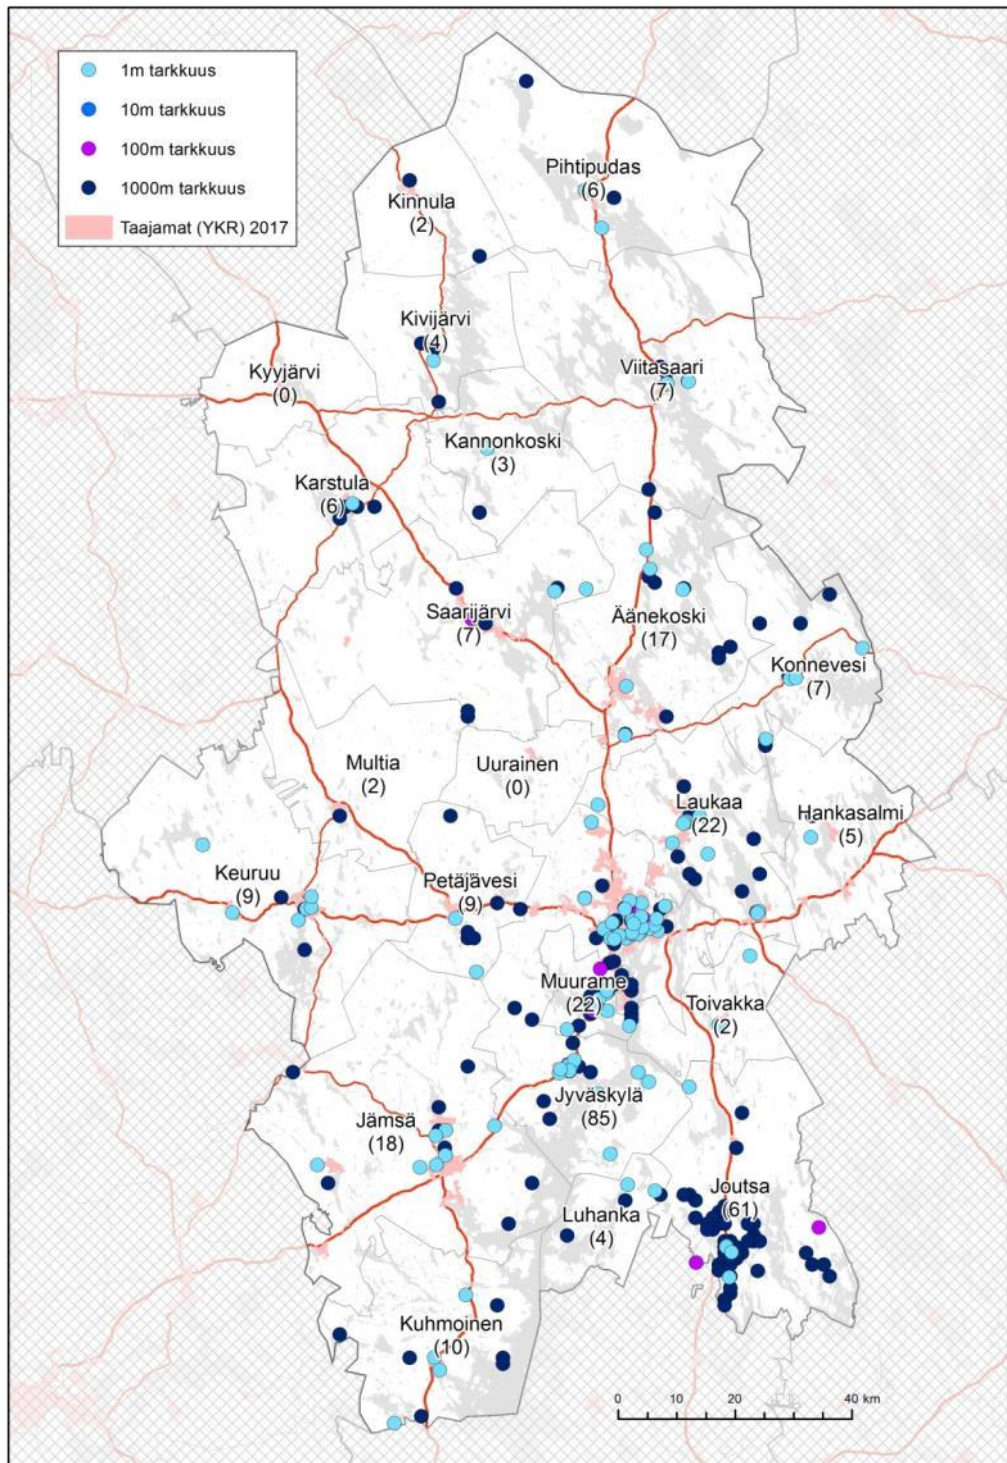 1m tarkkuus
10m tarkkuus
100m tarkkuus
1000m tarkkuus
Taajamat (YKR) 2017
Pihtipudas
(6)
Kinnula
(2)
Kivijärvi
(4)
Viitasaari
(7)
Kyyjärvi
(0)
Kannonkoski
(3)
Karstula
(6)
Saarijärvi
(7)
Äänekoski
(17)
Konnevesi
(7)
Multia
(2)
Uurainen
(0)
Laukaa
(22)
Hankasalmi
(5)
Keuruu
(9)
Petäjävesi
(9)
Muurame
(22)
Toivakka
(2)
Jyväskylä
(85)
Jämsä
(18)
Joutsa
(61)
Luhanka
(4)
Kuhmoinen
(10)
0 10 20 40 km